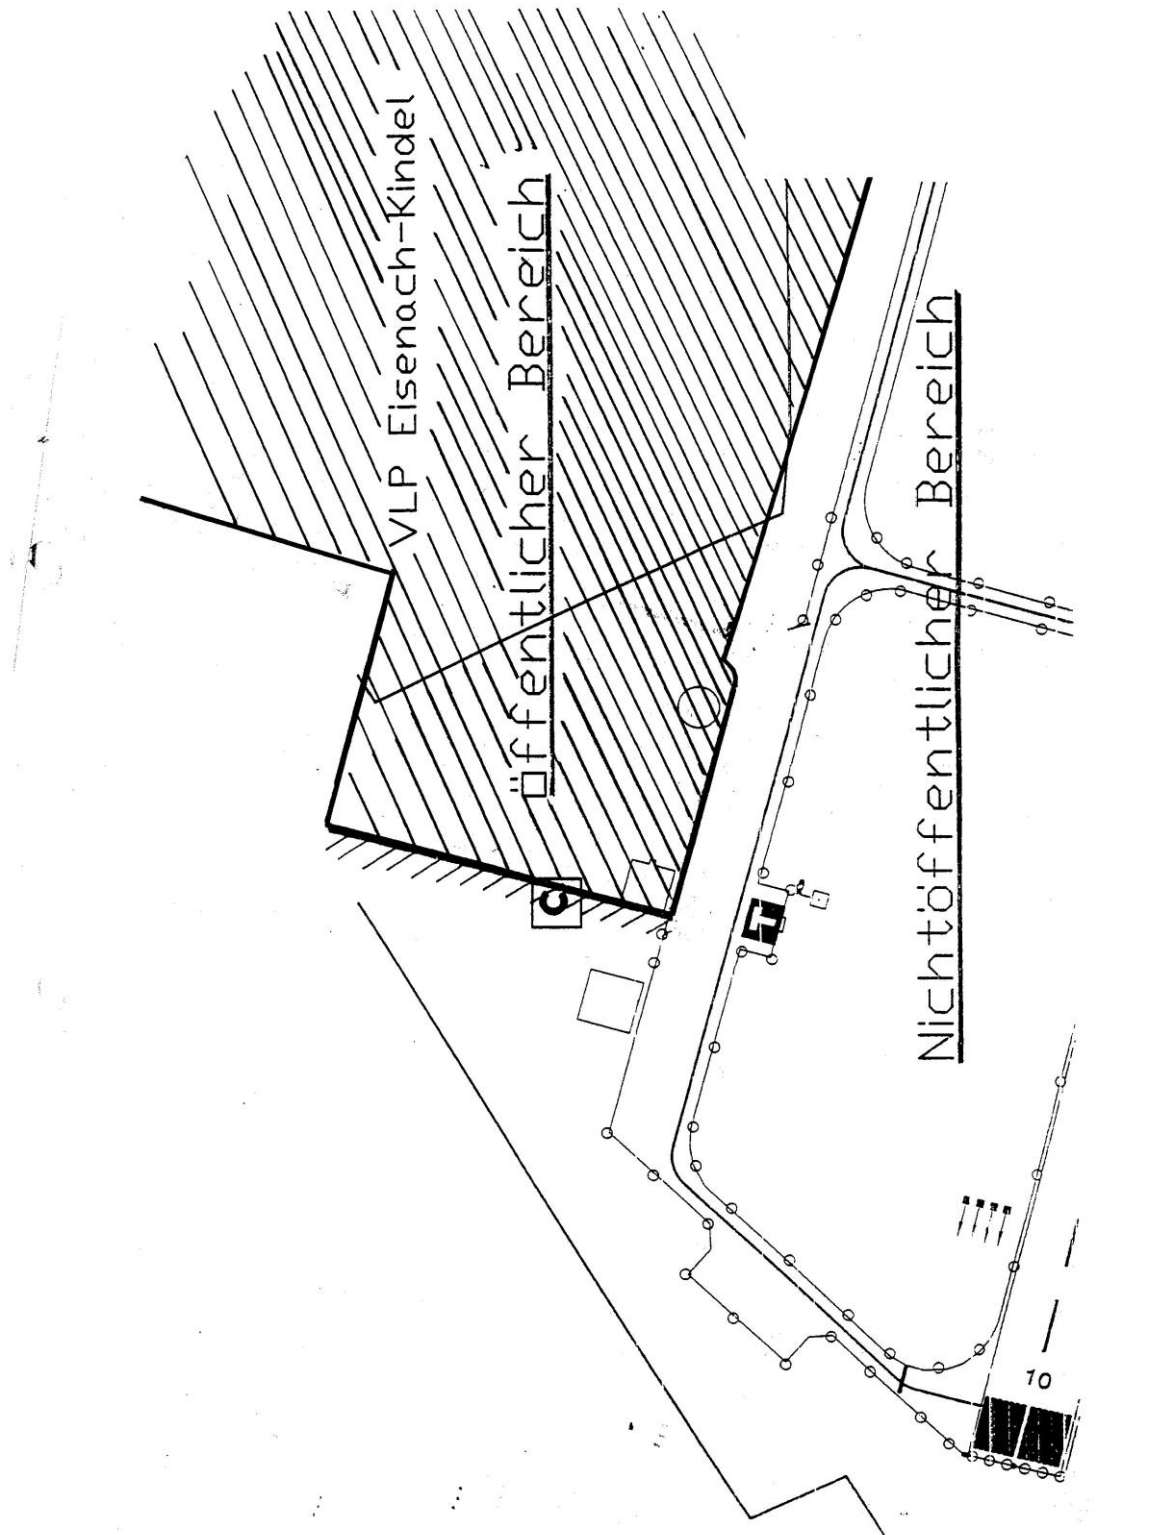 VLP Eisenach-Kindel
öffentlicher Bereich
Nichtöffentlicher Bereich
C
T
10